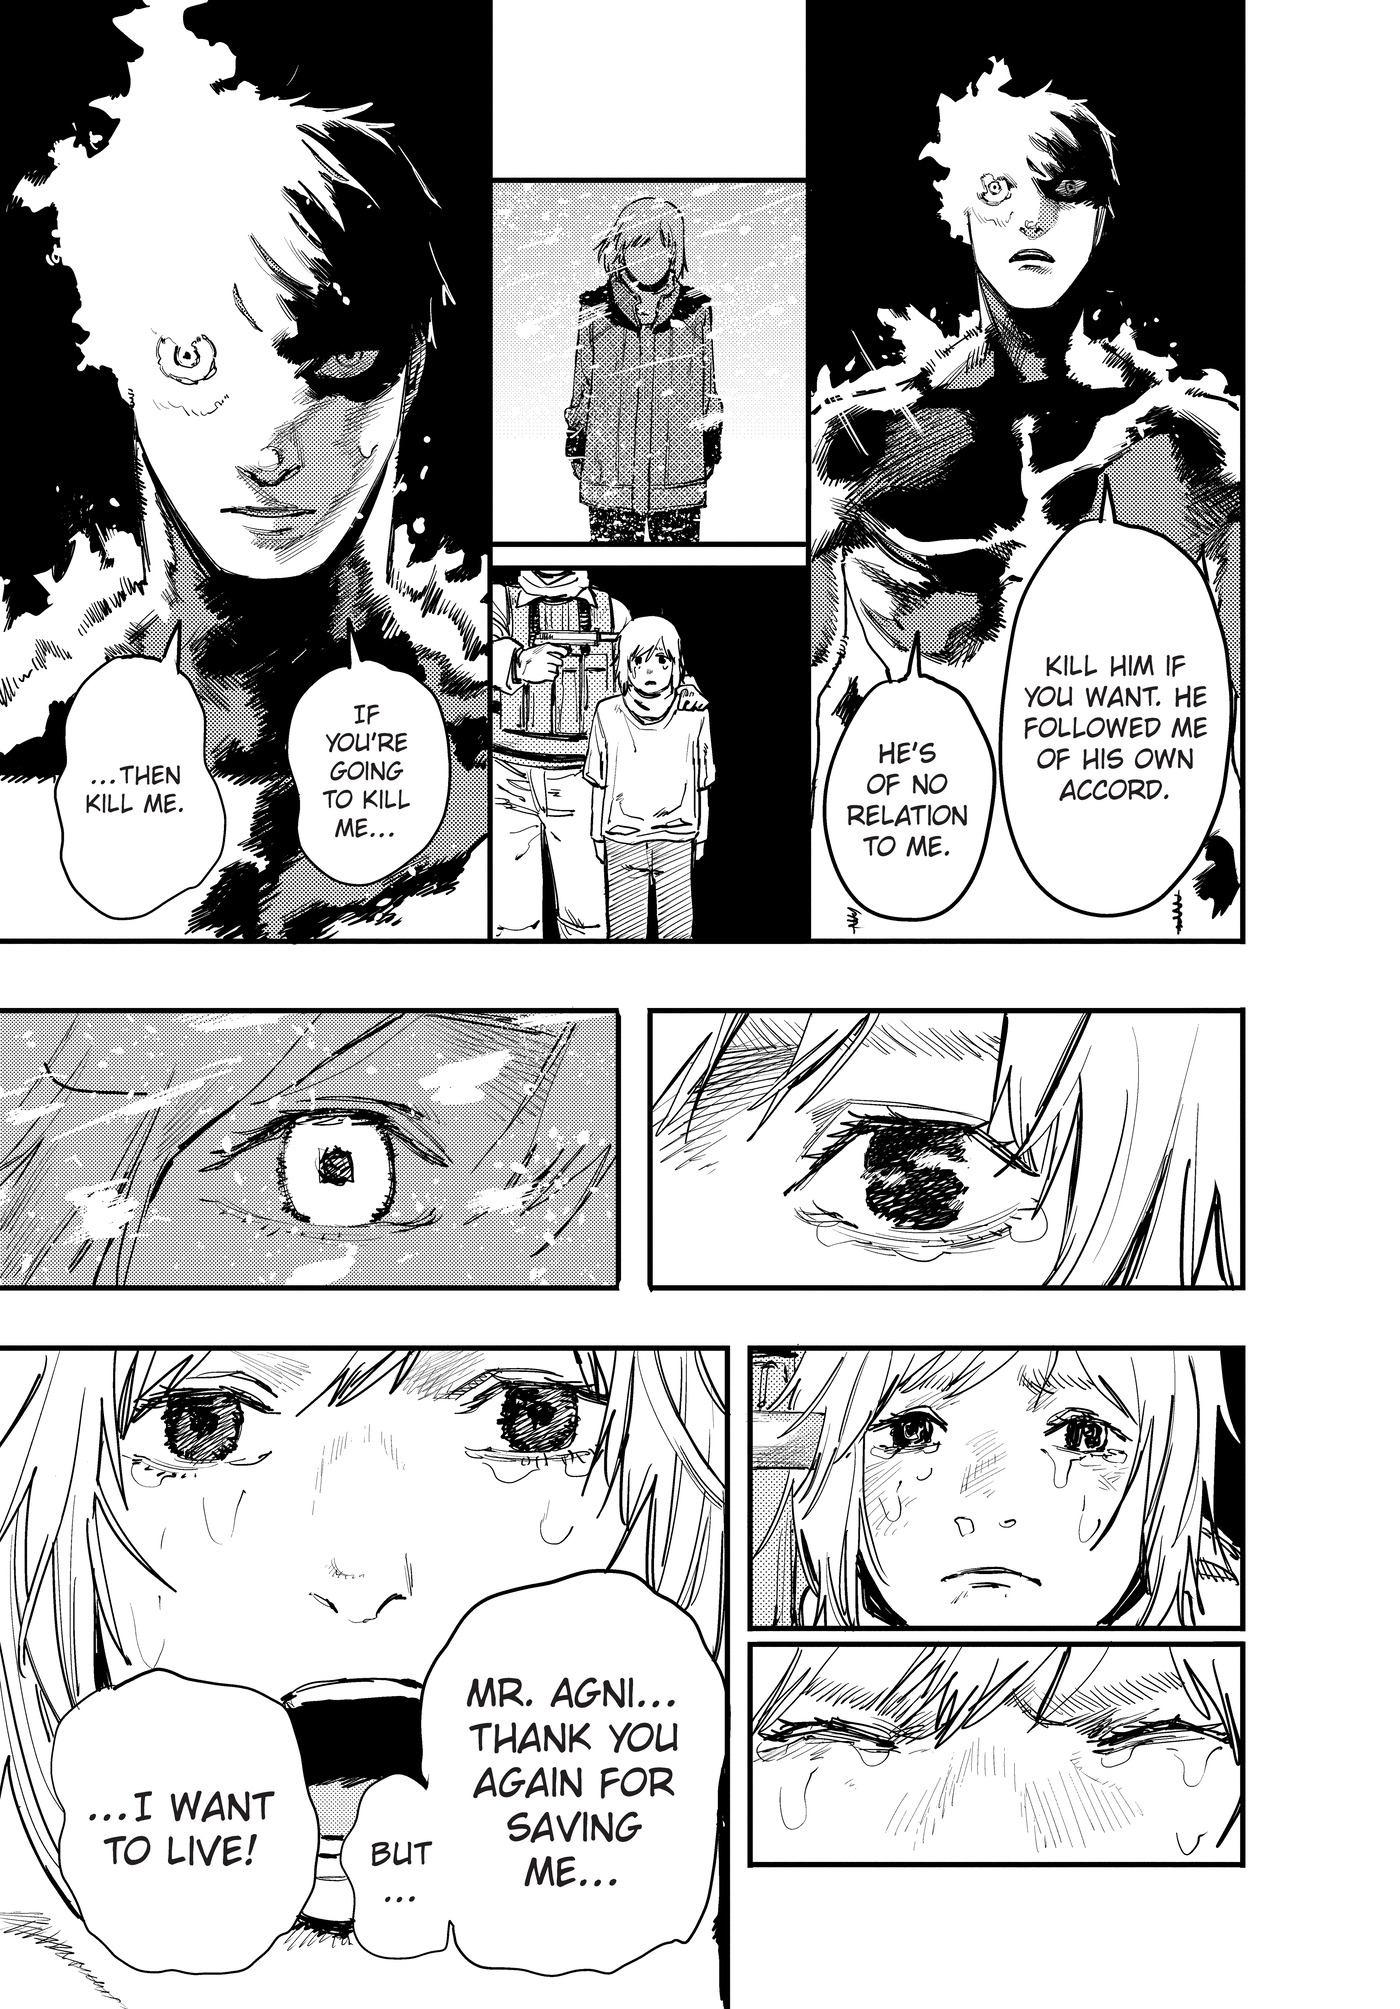 KILL HIM IF
YOU WANT. HE
FOLLOWED ME
OF HIS OWN
ACCORD.
HE'S
OF NO
RELATION
TO ME.
IF
YOU'RE
GOING
TO KILL
ME...
...THEN
KILL ME.
MR. AGNI...
THANK YOU
AGAIN FOR
SAVING
ME...
BUT
...
...I WANT
TO LIVE!